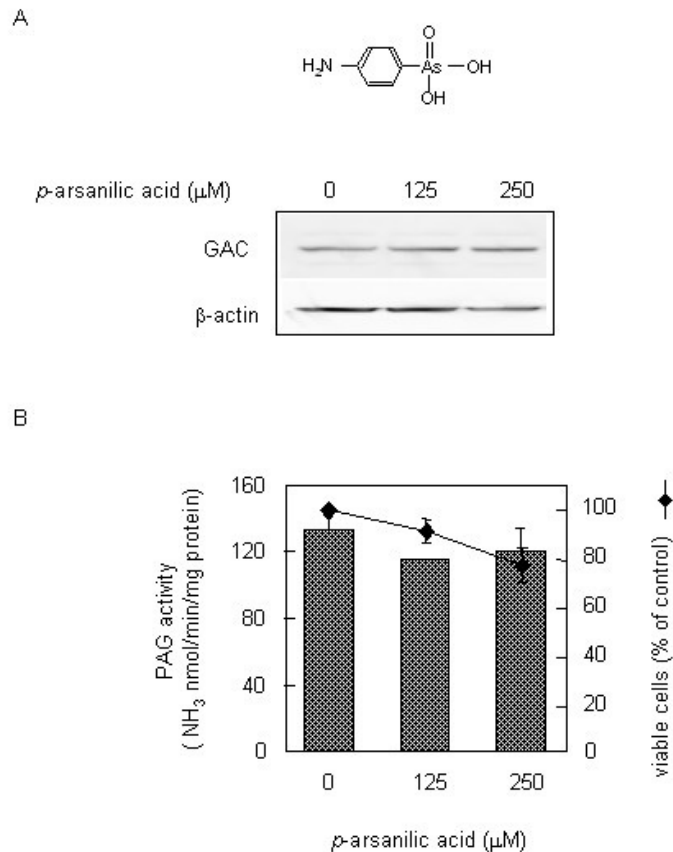 A
O
H₂N
As
OH
OH
p-arsanilic acid (μM) 0 125 250
GAC
β-actin
B
PAG activity
( NH₃ nmol/min/mg protein)
160
120
80
40
0
100
80
60
40
20
0
viable cells (% of control)
0 125 250
p-arsanilic acid (μM)